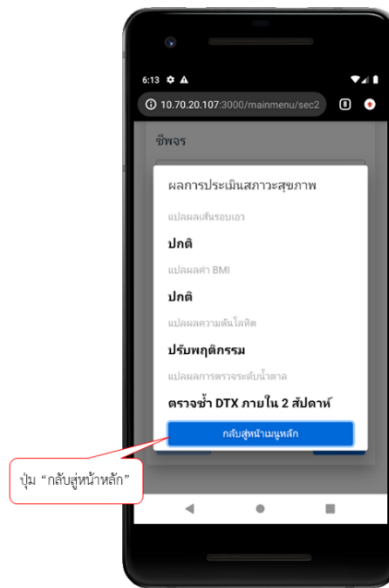 6:13
10.70.20.107:3000/mainmenu/sec2
ชีพจร
ผลการประเมินสภาวะสุขภาพ
แปลผลเส้นรอบเอว
ปกติ
แปลผลค่า BMI
ปกติ
แปลผลความดันโลหิต
ปรับพฤติกรรม
แปลผลการตรวจระดับน้ำตาล
ตรวจซ้ำ DTX ภายใน 2 สัปดาห์
กลับสู่หน้าเมนูหลัก
ปุ่ม “กลับสู่หน้าหลัก”